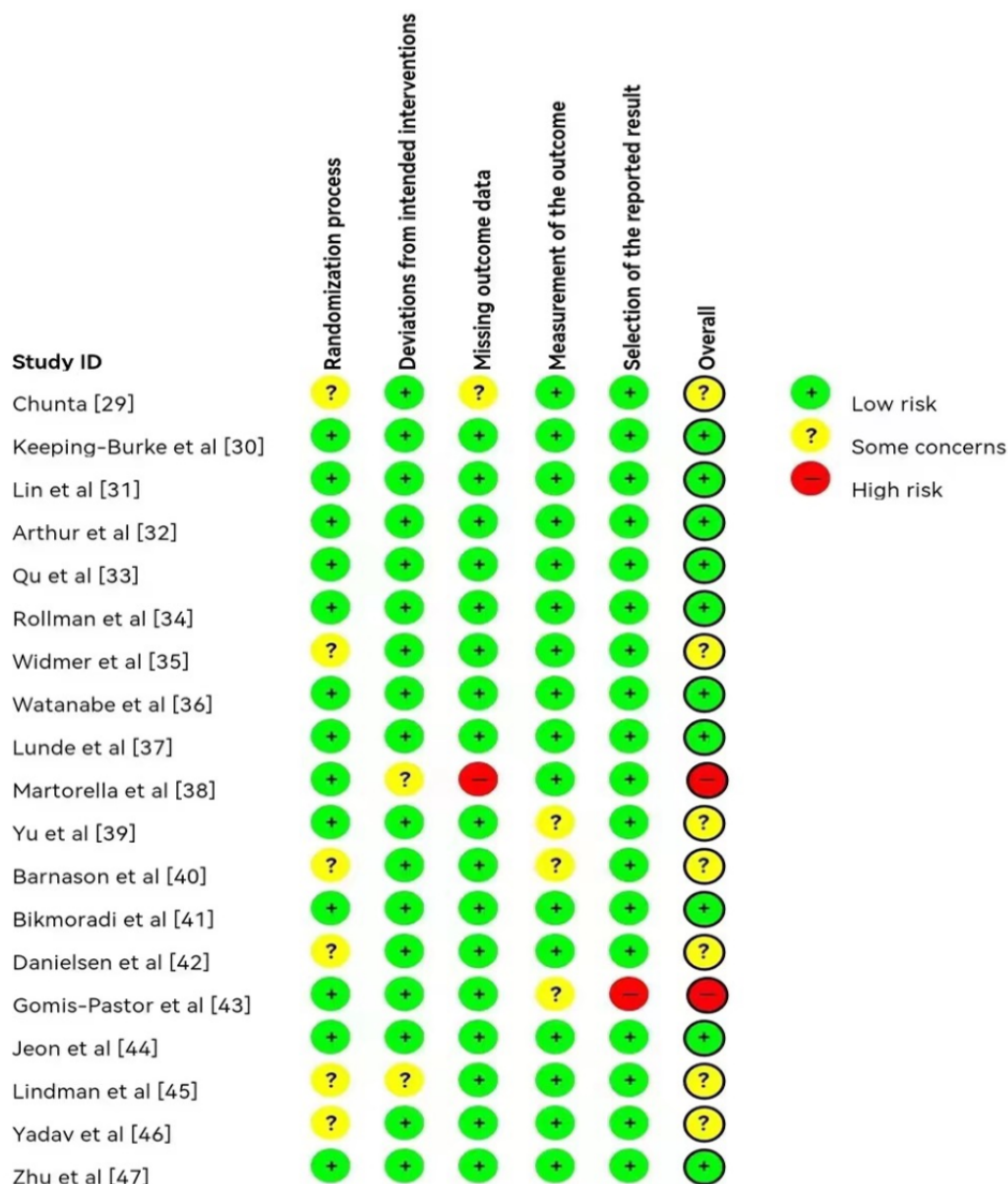 Randomization process
Deviations from intended interventions
Missing outcome data
Measurement of the outcome
Selection of the reported result
Overall
Study ID
Chunta [29] ? + ? + + ?
Keeping-Burke et al [30] + + + + + +
Lin et al [31] + + + + + +
Arthur et al [32] + + + + + +
Qu et al [33] + + + + + +
Rollman et al [34] + + + + + +
Widmer et al [35] ? + + + + ?
Watanabe et al [36] + + + + + +
Lunde et al [37] + + + + + +
Martorella et al [38] + ? − + + −
Yu et al [39] + + + ? + ?
Barnason et al [40] ? + + ? + ?
Bikmoradi et al [41] + + + + + +
Danielsen et al [42] ? + + + + ?
Gomis-Pastor et al [43] + + + ? − −
Jeon et al [44] + + + + + +
Lindman et al [45] ? ? + + + ?
Yadav et al [46] ? + + + + ?
Zhu et al [47] + + + + + +
+ Low risk
? Some concerns
− High risk